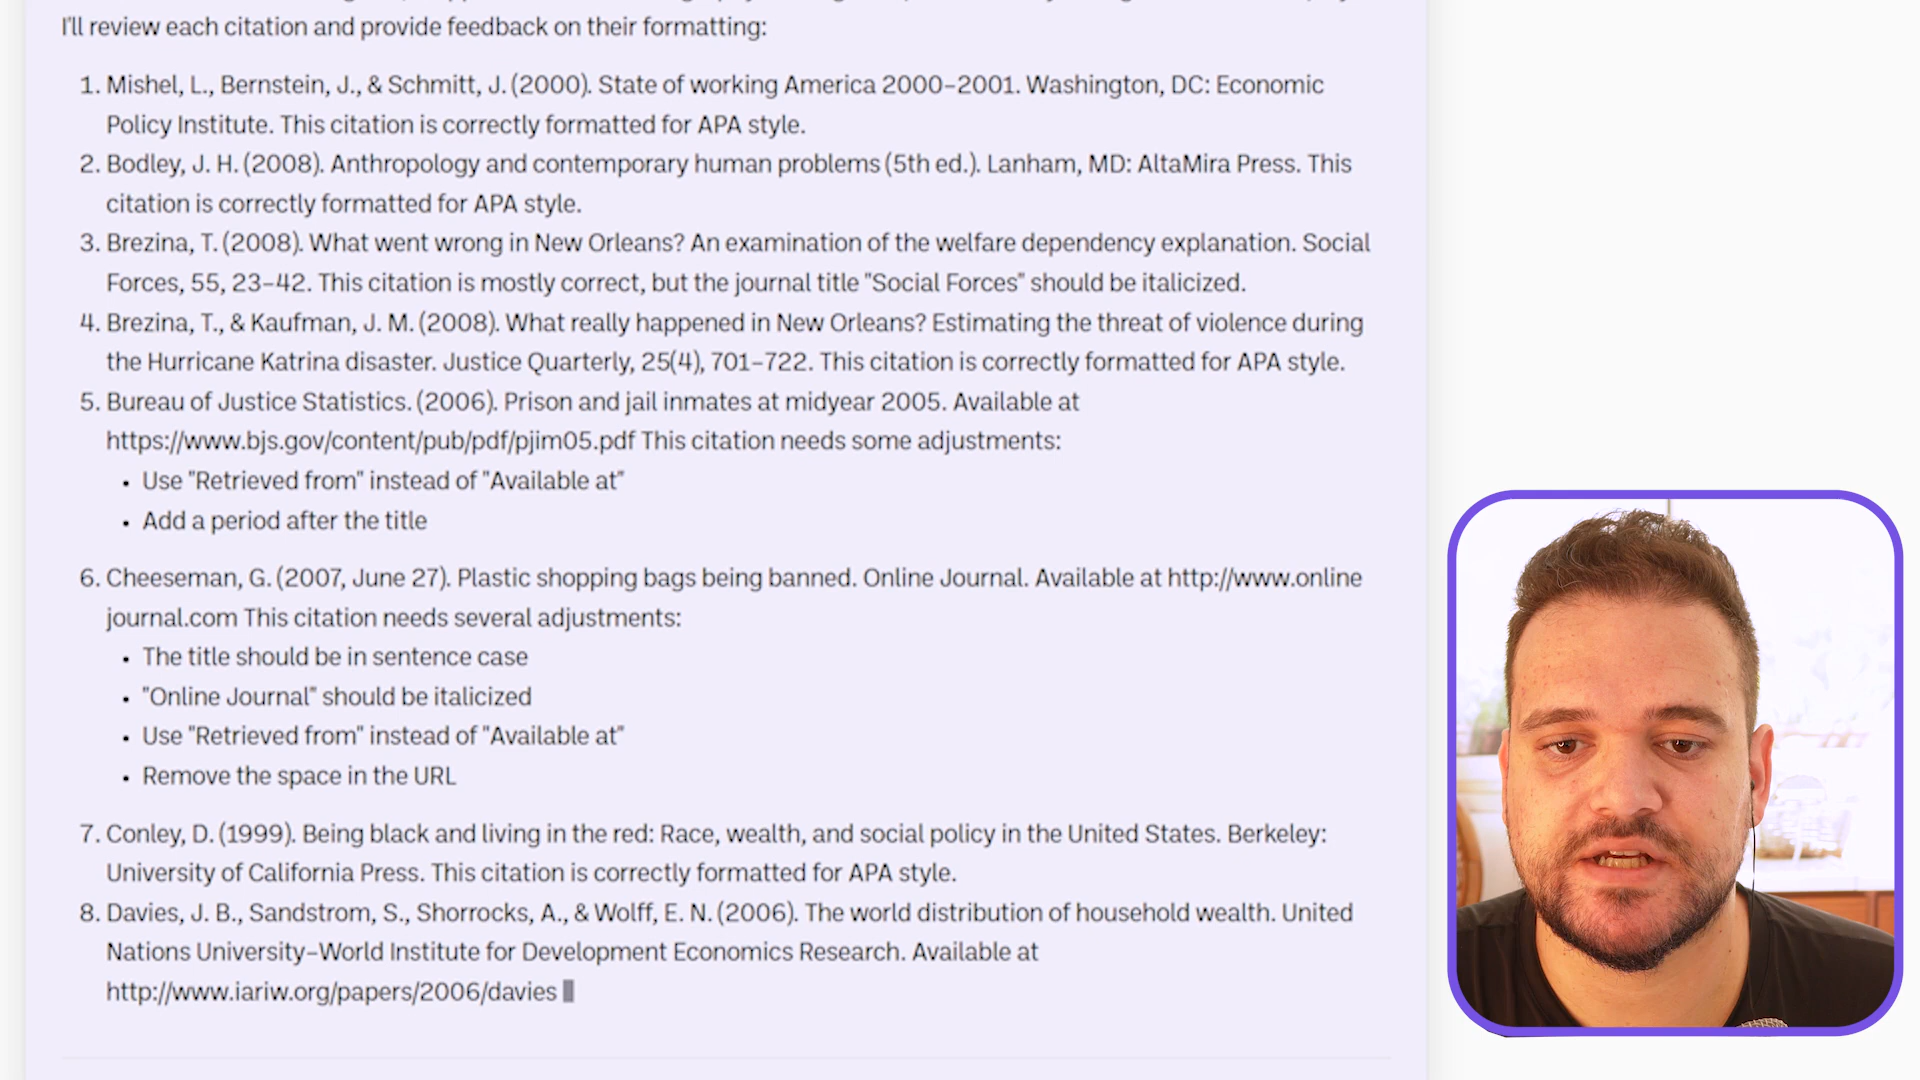 I'll review each citation and provide feedback on their formatting:
1. Mishel, L., Bernstein, J., & Schmitt, J. (2000). State of working America 2000–2001. Washington, DC: Economic
Policy Institute. This citation is correctly formatted for APA style.
2. Bodley, J. H. (2008). Anthropology and contemporary human problems (5th ed.). Lanham, MD: AltaMira Press. This
citation is correctly formatted for APA style.
3. Brezina, T. (2008). What went wrong in New Orleans? An examination of the welfare dependency explanation. Social
Forces, 55, 23–42. This citation is mostly correct, but the journal title "Social Forces" should be italicized.
4. Brezina, T., & Kaufman, J. M. (2008). What really happened in New Orleans? Estimating the threat of violence during
the Hurricane Katrina disaster. Justice Quarterly, 25(4), 701–722. This citation is correctly formatted for APA style.
5. Bureau of Justice Statistics. (2006). Prison and jail inmates at midyear 2005. Available at
https://www.bjs.gov/content/pub/pdf/pjim05.pdf This citation needs some adjustments:
• Use "Retrieved from" instead of "Available at"
• Add a period after the title
6. Cheeseman, G. (2007, June 27). Plastic shopping bags being banned. Online Journal. Available at http://www.online
journal.com This citation needs several adjustments:
• The title should be in sentence case
• "Online Journal" should be italicized
• Use "Retrieved from" instead of "Available at"
• Remove the space in the URL
7. Conley, D. (1999). Being black and living in the red: Race, wealth, and social policy in the United States. Berkeley:
University of California Press. This citation is correctly formatted for APA style.
8. Davies, J. B., Sandstrom, S., Shorrocks, A., & Wolff, E. N. (2006). The world distribution of household wealth. United
Nations University–World Institute for Development Economics Research. Available at
http://www.iariw.org/papers/2006/davies